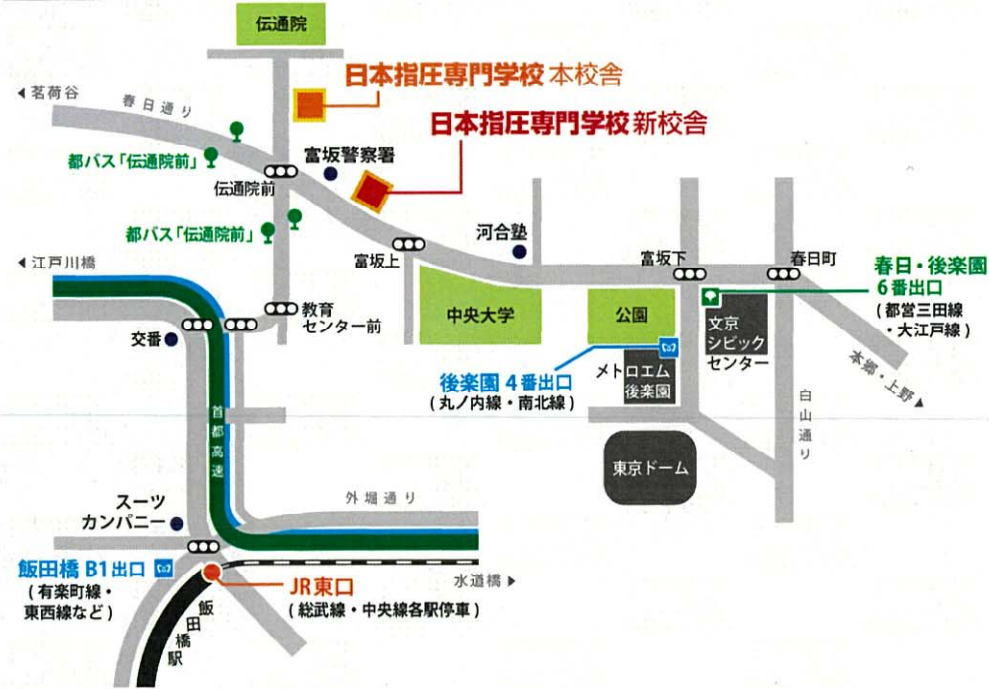 伝通院
日本指圧専門学校 本校舎
茗荷谷
春日通り
日本指圧専門学校 新校舎
都バス「伝通院前」
富坂警察署
伝通院前
都バス「伝通院前」
富坂上
河合塾
富坂下
春日町
江戸川橋
春日・後楽園
6番出口
(都営三田線
・大江戸線)
教育
センター前
中央大学
公園
文京
シビック
センター
交番
後楽園 4番出口
(丸ノ内線・南北線)
メトロエム
後楽園
本郷・上野
白山通り
首都高速
東京ドーム
スーツ
カンパニー
外堀通り
飯田橋 B1出口
(有楽町線・
東西線など)
JR東口
(総武線・中央線各駅停車)
水道橋
飯田橋駅